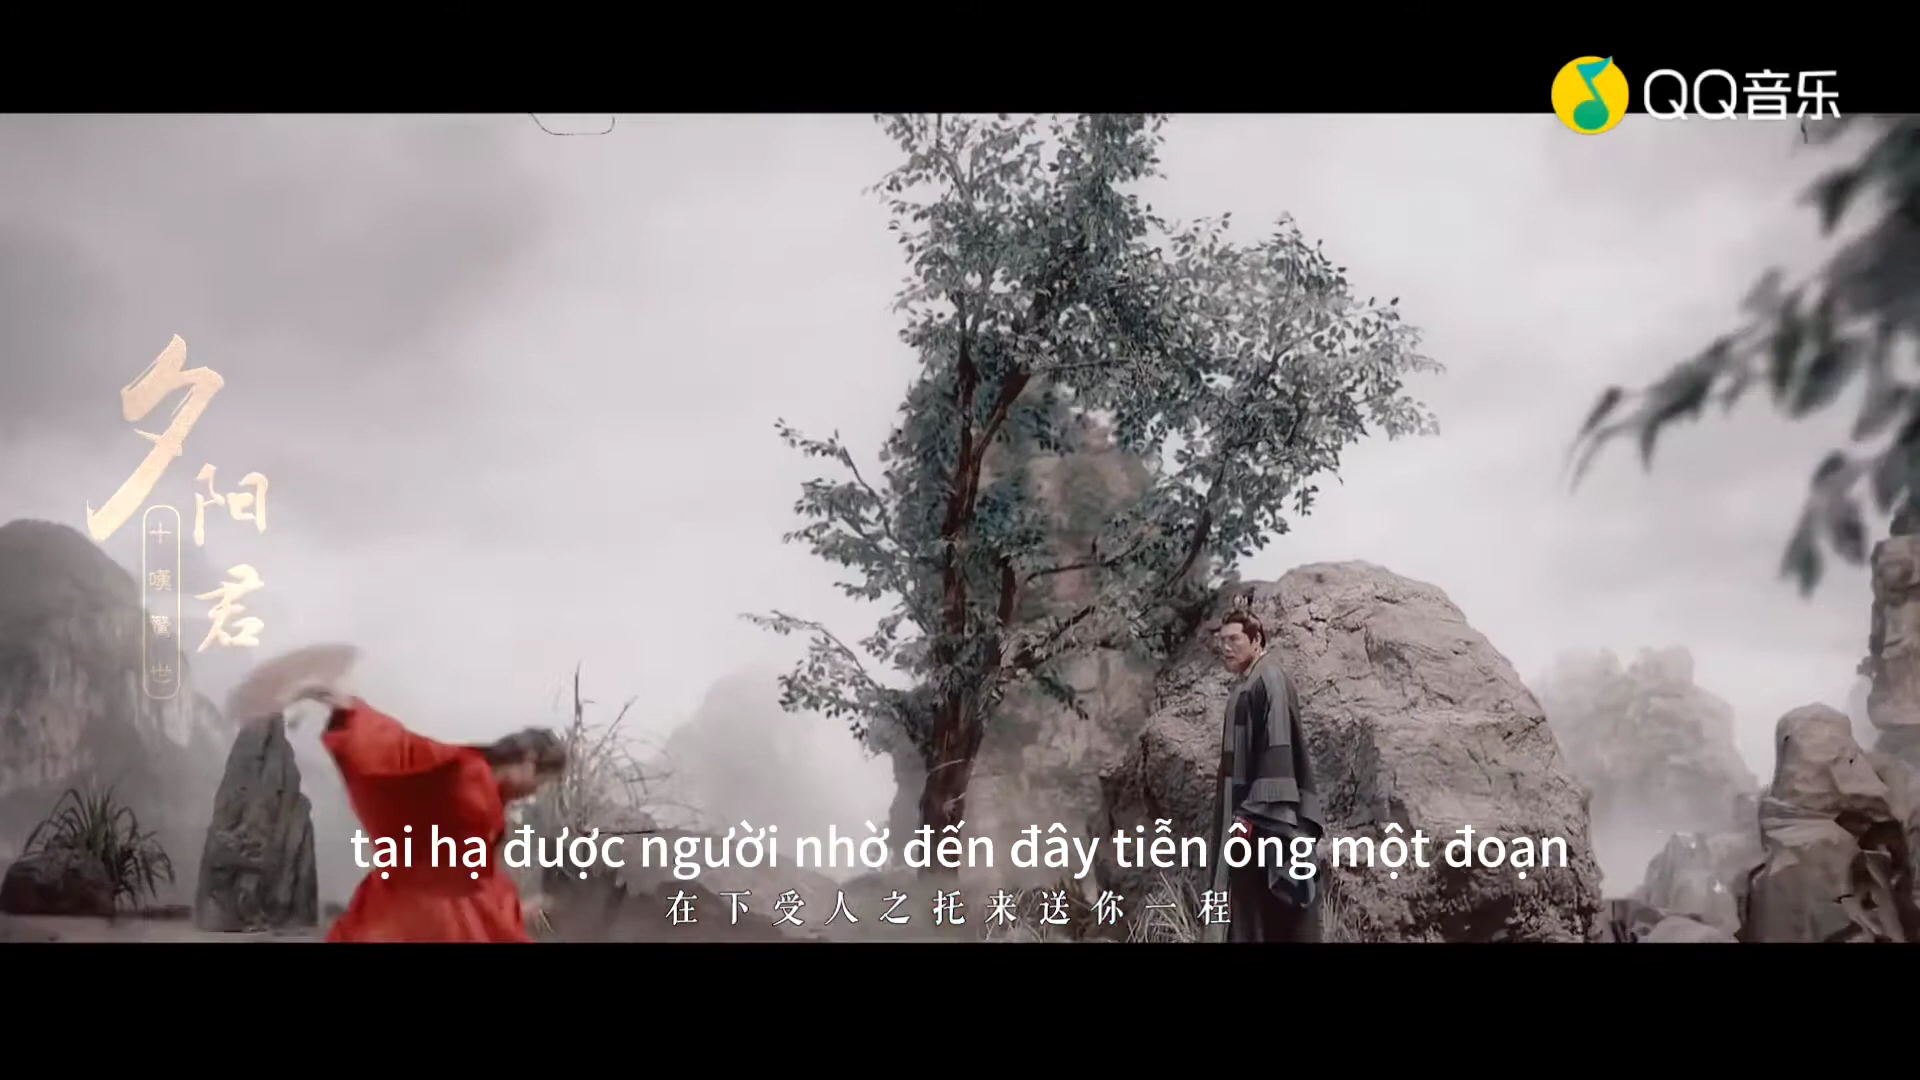 QQ音乐
夕阳君
十嘆驚世
tại hạ được người nhờ đến đây tiễn ông một đoạn
在下受人之托来送你一程